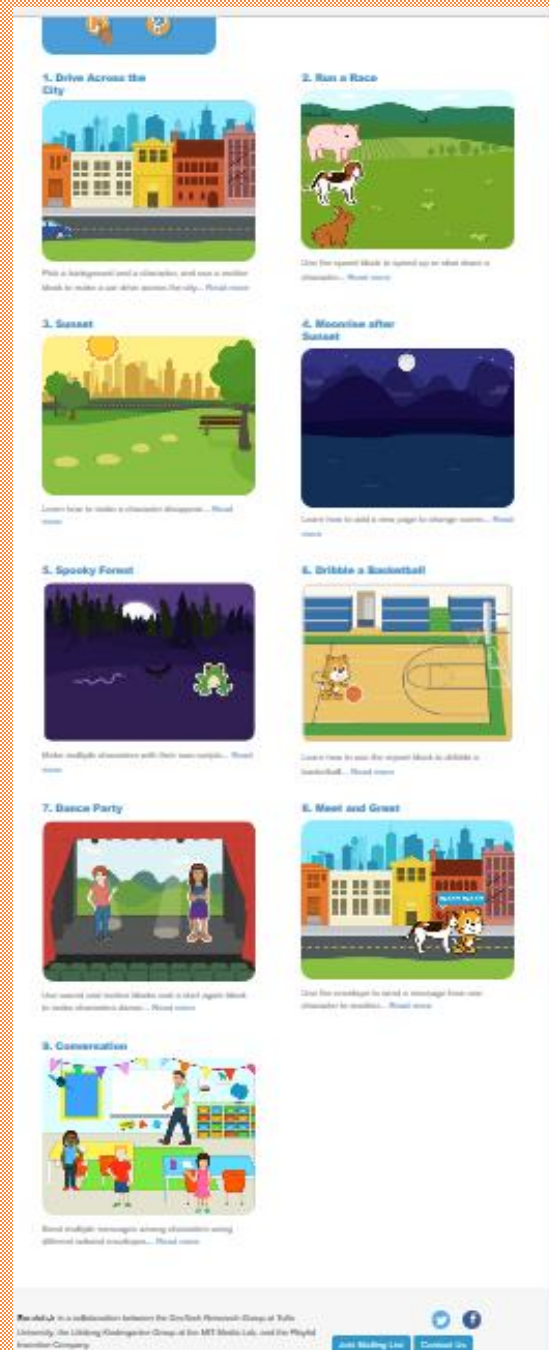 1. Drive Across the
City
Pick a background and a character, and use a motion
block to make a car drive across the city... Read more
2. Run a Race
Use the speed block to speed up or slow down a
character... Read more
3. Sunset
Learn how to make a character disappear... Read
more
4. Moonrise after
Sunset
Learn how to add a new page to change scenes... Read
more
5. Spooky Forest
Make multiple characters with their own scripts... Read
more
6. Dribble a Basketball
Learn how to use the repeat block to dribble a
basketball... Read more
7. Dance Party
Use sound and motion blocks and a start again block
to make characters dance... Read more
8. Meet and Greet
Use the envelope to send a message from one
character to another... Read more
9. Conversation
Send multiple messages among characters using
different colored envelopes... Read more
ScratchJr is a collaboration between the DevTech Research Group at Tufts
University, the Lifelong Kindergarten Group at the MIT Media Lab, and the Playful
Invention Company.
Join Mailing List
Contact Us